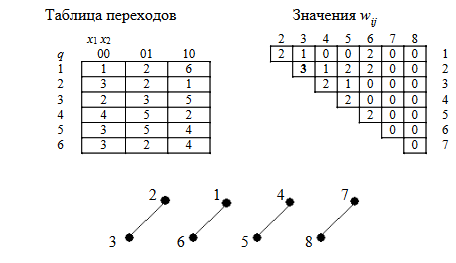 Таблица переходов Значения wij
x1 x2
q 00 01 10
1 1 2 6
2 3 2 1
3 2 3 5
4 4 5 2
5 3 5 4
6 3 2 4
2 3 4 5 6 7 8
2 1 0 0 2 0 0 1
3 1 2 2 0 0 2
2 1 0 0 0 3
2 0 0 0 4
2 0 0 5
0 0 6
0 7
2 1 4 7
3 6 5 8